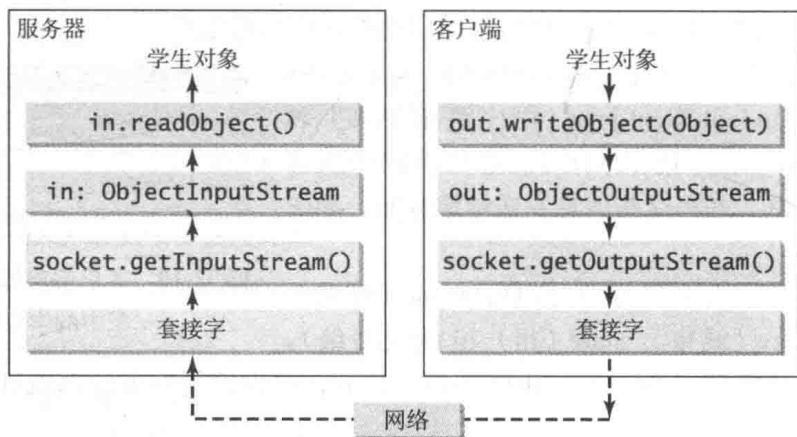 服务器
学生对象
in.readObject()
in: ObjectInputStream
socket.getInputStream()
套接字
客户端
学生对象
out.writeObject(Object)
out: ObjectOutputStream
socket.getOutputStream()
套接字
网络